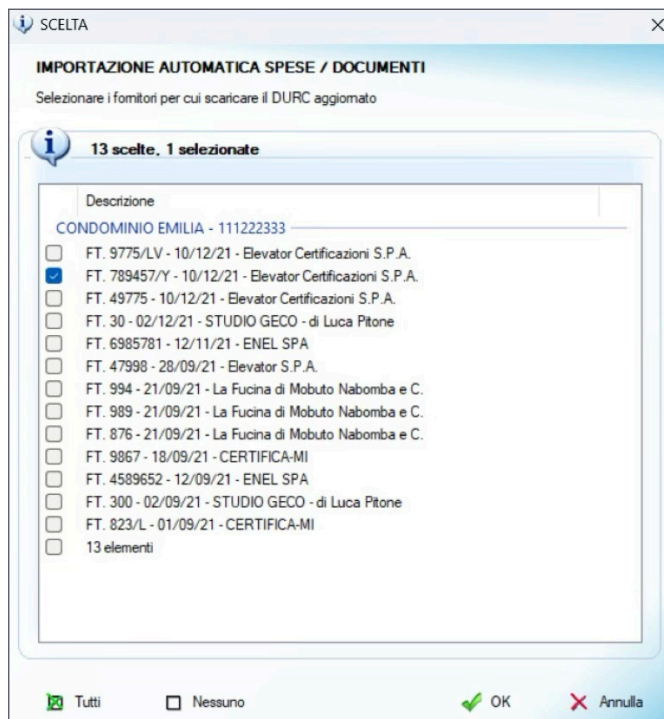 SCELTA
IMPORTAZIONE AUTOMATICA SPESE / DOCUMENTI
Selezionare i fornitori per cui scaricare il DURC aggiornato
13 scelte, 1 selezionate
Descrizione
CONDOMINIO EMILIA - 111222333
FT. 9775/LV - 10/12/21 - Elevator Certificazioni S.P.A.
FT. 789457/Y - 10/12/21 - Elevator Certificazioni S.P.A.
FT. 49775 - 10/12/21 - Elevator Certificazioni S.P.A.
FT. 30 - 02/12/21 - STUDIO GECO - di Luca Pitone
FT. 6985781 - 12/11/21 - ENEL SPA
FT. 47998 - 28/09/21 - Elevator S.P.A.
FT. 994 - 21/09/21 - La Fucina di Mobuto Nabomba e C.
FT. 989 - 21/09/21 - La Fucina di Mobuto Nabomba e C.
FT. 876 - 21/09/21 - La Fucina di Mobuto Nabomba e C.
FT. 9867 - 18/09/21 - CERTIFICA-MI
FT. 4589652 - 12/09/21 - ENEL SPA
FT. 300 - 02/09/21 - STUDIO GECO - di Luca Pitone
FT. 823/L - 01/09/21 - CERTIFICA-MI
13 elementi
Tutti Nessuno OK Annulla